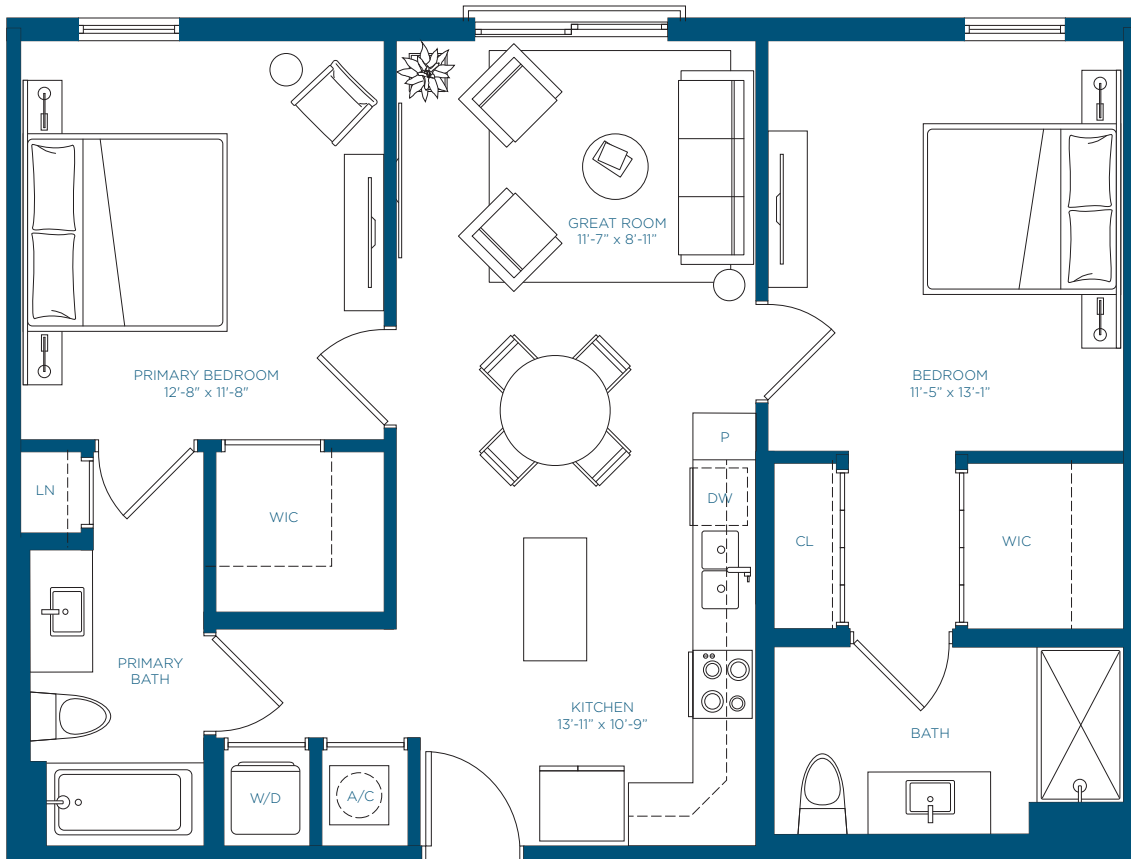 GREAT ROOM
11'-7” x 8'-11”
PRIMARY BEDROOM
12'-8" x 11'-8"
BEDROOM
11'-5” x 13'-1”
P
LN
DW
WIC
CL
WIC
PRIMARY
BATH
KITCHEN
13'-11” x 10'-9”
BATH
W/D
A/C